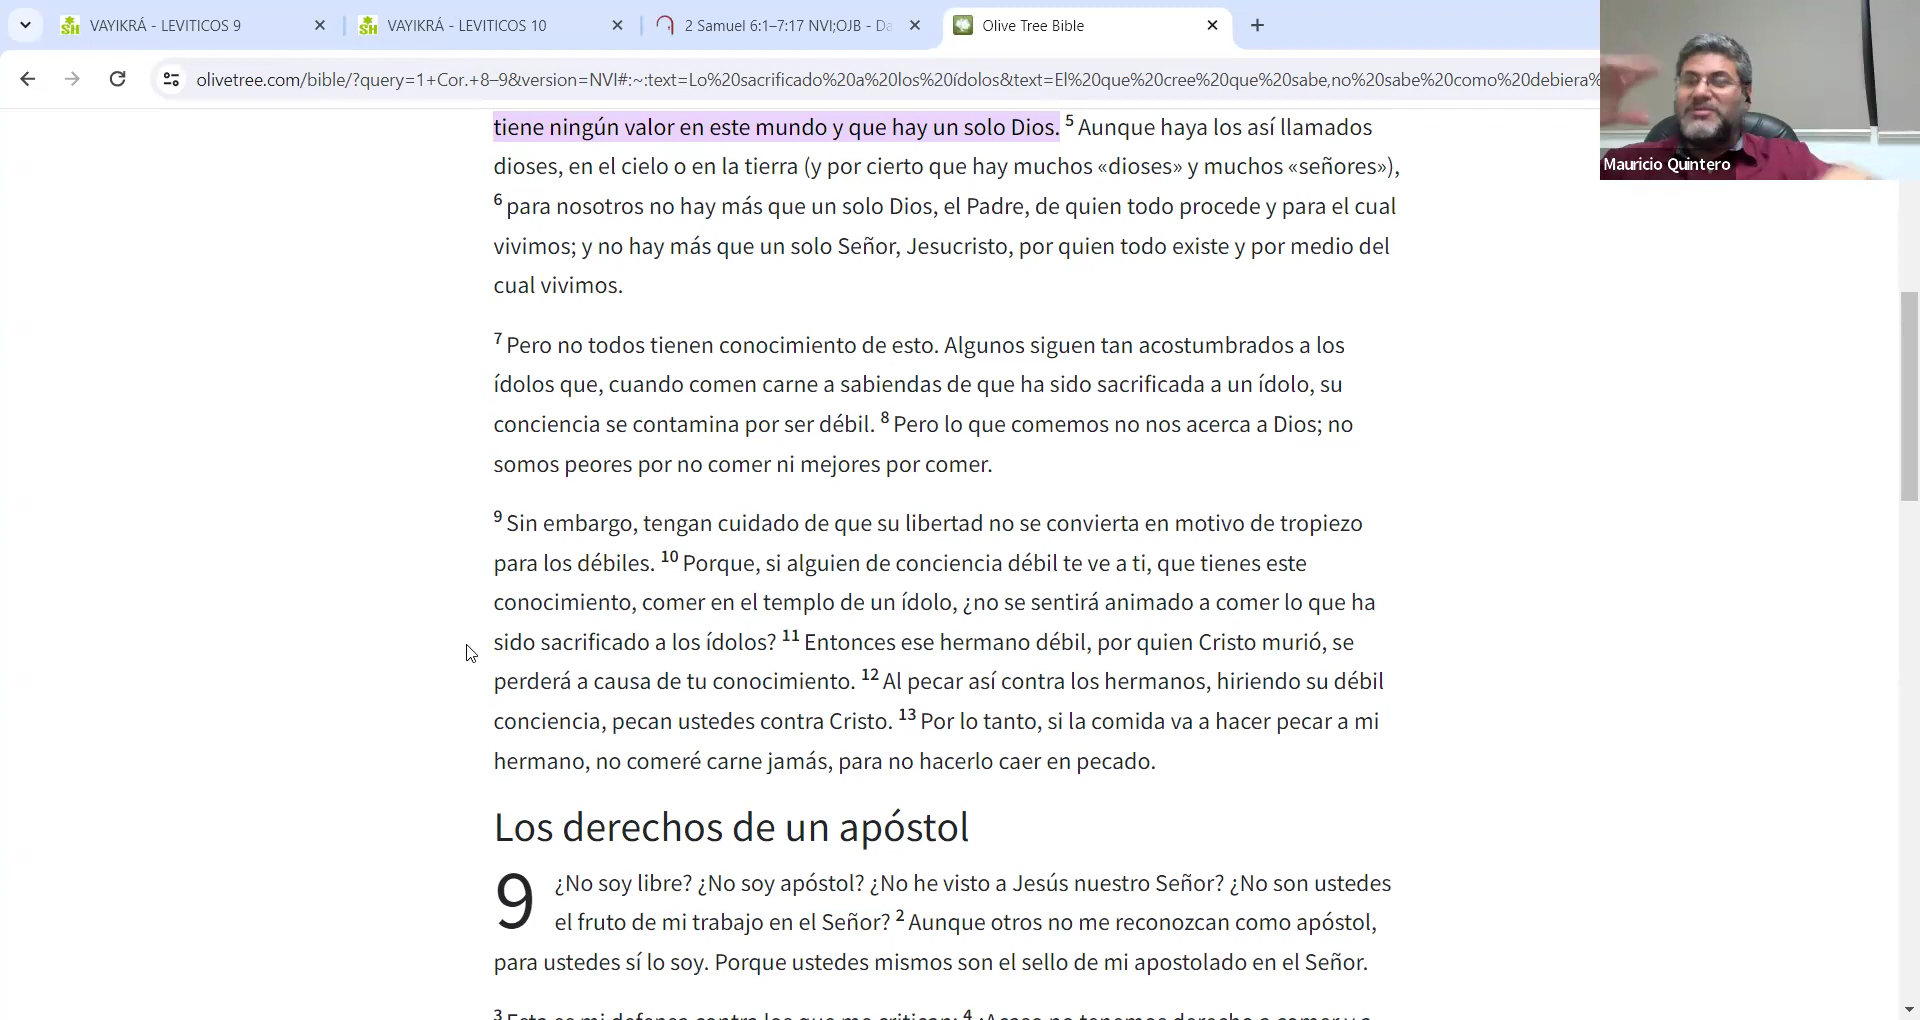 VAYIKRÁ - LEVITICOS 9
VAYIKRÁ - LEVITICOS 10
2 Samuel 6:1–7:17 NVI;OJB - Da
Olive Tree Bible
olivetree.com/bible/?query=1+Cor.+8–9&version=NVI#:~:text=Lo%20sacrificado%20a%20los%20ídolos&text=El%20que%20cree%20que%20sabe,no%20sabe%20como%20debiera%
Mauricio Quintero
tiene ningún valor en este mundo y que hay un solo Dios. 5 Aunque haya los así llamados
dioses, en el cielo o en la tierra (y por cierto que hay muchos «dioses» y muchos «señores»),
6 para nosotros no hay más que un solo Dios, el Padre, de quien todo procede y para el cual
vivimos; y no hay más que un solo Señor, Jesucristo, por quien todo existe y por medio del
cual vivimos.
7 Pero no todos tienen conocimiento de esto. Algunos siguen tan acostumbrados a los
ídolos que, cuando comen carne a sabiendas de que ha sido sacrificada a un ídolo, su
conciencia se contamina por ser débil. 8 Pero lo que comemos no nos acerca a Dios; no
somos peores por no comer ni mejores por comer.
9 Sin embargo, tengan cuidado de que su libertad no se convierta en motivo de tropiezo
para los débiles. 10 Porque, si alguien de conciencia débil te ve a ti, que tienes este
conocimiento, comer en el templo de un ídolo, ¿no se sentirá animado a comer lo que ha
sido sacrificado a los ídolos? 11 Entonces ese hermano débil, por quien Cristo murió, se
perderá a causa de tu conocimiento. 12 Al pecar así contra los hermanos, hiriendo su débil
conciencia, pecan ustedes contra Cristo. 13 Por lo tanto, si la comida va a hacer pecar a mi
hermano, no comeré carne jamás, para no hacerlo caer en pecado.
Los derechos de un apóstol
9 ¿No soy libre? ¿No soy apóstol? ¿No he visto a Jesús nuestro Señor? ¿No son ustedes
el fruto de mi trabajo en el Señor? 2 Aunque otros no me reconozcan como apóstol,
para ustedes sí lo soy. Porque ustedes mismos son el sello de mi apostolado en el Señor.
3 Esta es mi defensa contra los que me critican: 4 ¿Acaso no tenemos derecho a comer y a